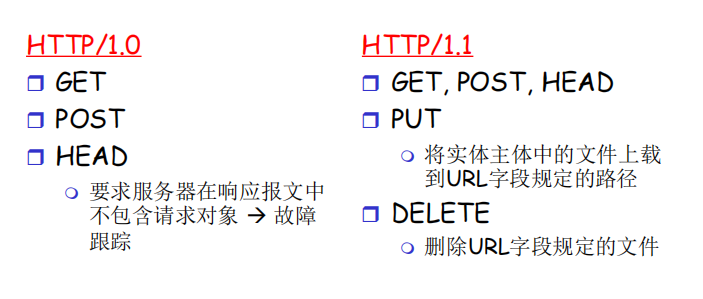 HTTP/1.0
GET
POST
HEAD
要求服务器在响应报文中
不包含请求对象 → 故障
跟踪
HTTP/1.1
GET, POST, HEAD
PUT
将实体主体中的文件上载
到URL字段规定的路径
DELETE
删除URL字段规定的文件